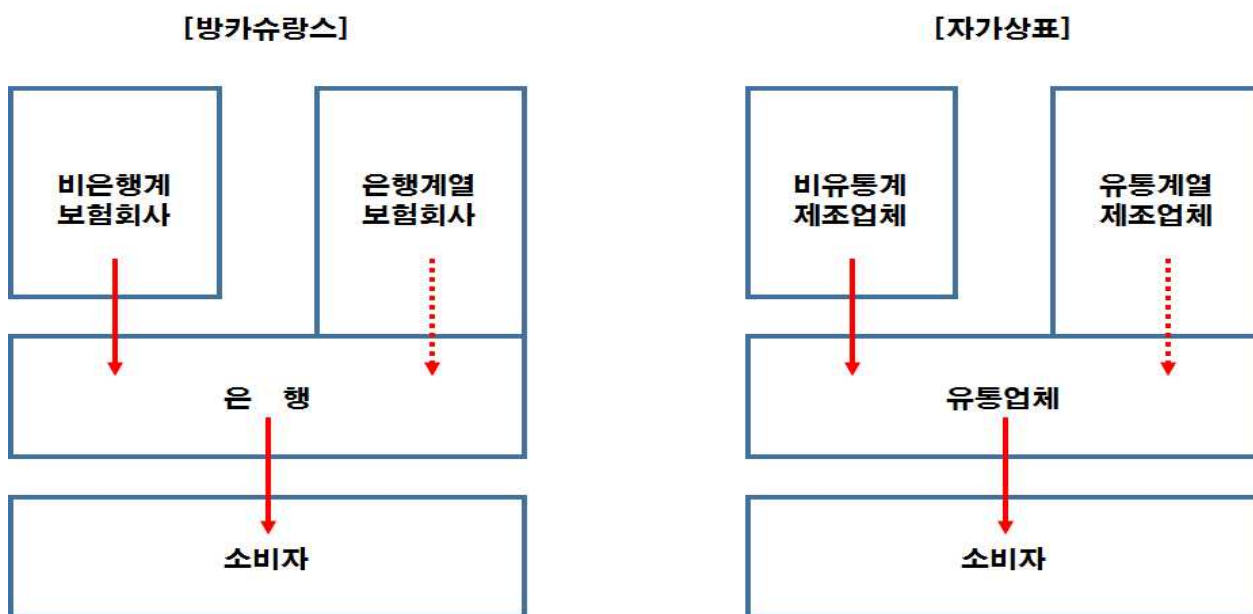 [방카슈랑스]
비은행계
보험회사
은행계열
보험회사
은 행
소비자
[자가상표]
비유통계
제조업체
유통계열
제조업체
유통업체
소비자